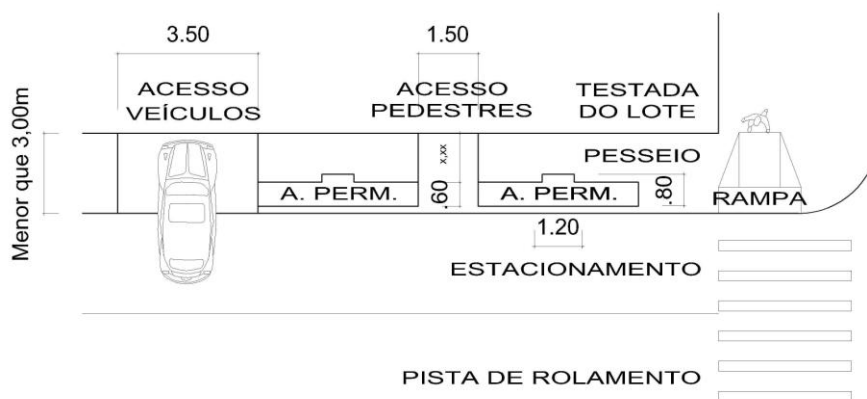 3.50
1.50
ACESSO
VEÍCULOS
ACESSO
PEDESTRES
TESTADA
DO LOTE
Menor que 3,00m
x,xx
PESSEIO
A. PERM.
.60
A. PERM.
.80
RAMPA
1.20
ESTACIONAMENTO
PISTA DE ROLAMENTO